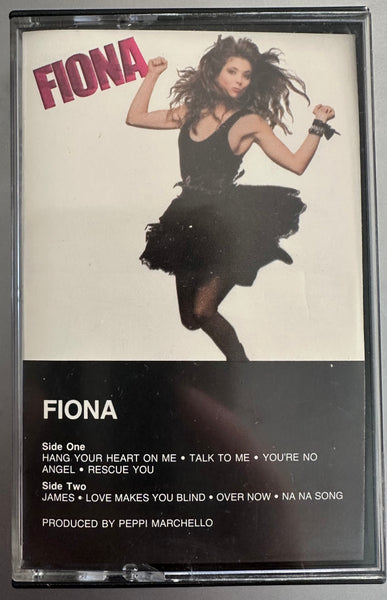 FIONA
FIONA
Side One
HANG YOUR HEART ON ME • TALK TO ME • YOU'RE NO
ANGEL • RESCUE YOU
Side Two
JAMES • LOVE MAKES YOU BLIND • OVER NOW • NA NA SONG
PRODUCED BY PEPPI MARCHELLO